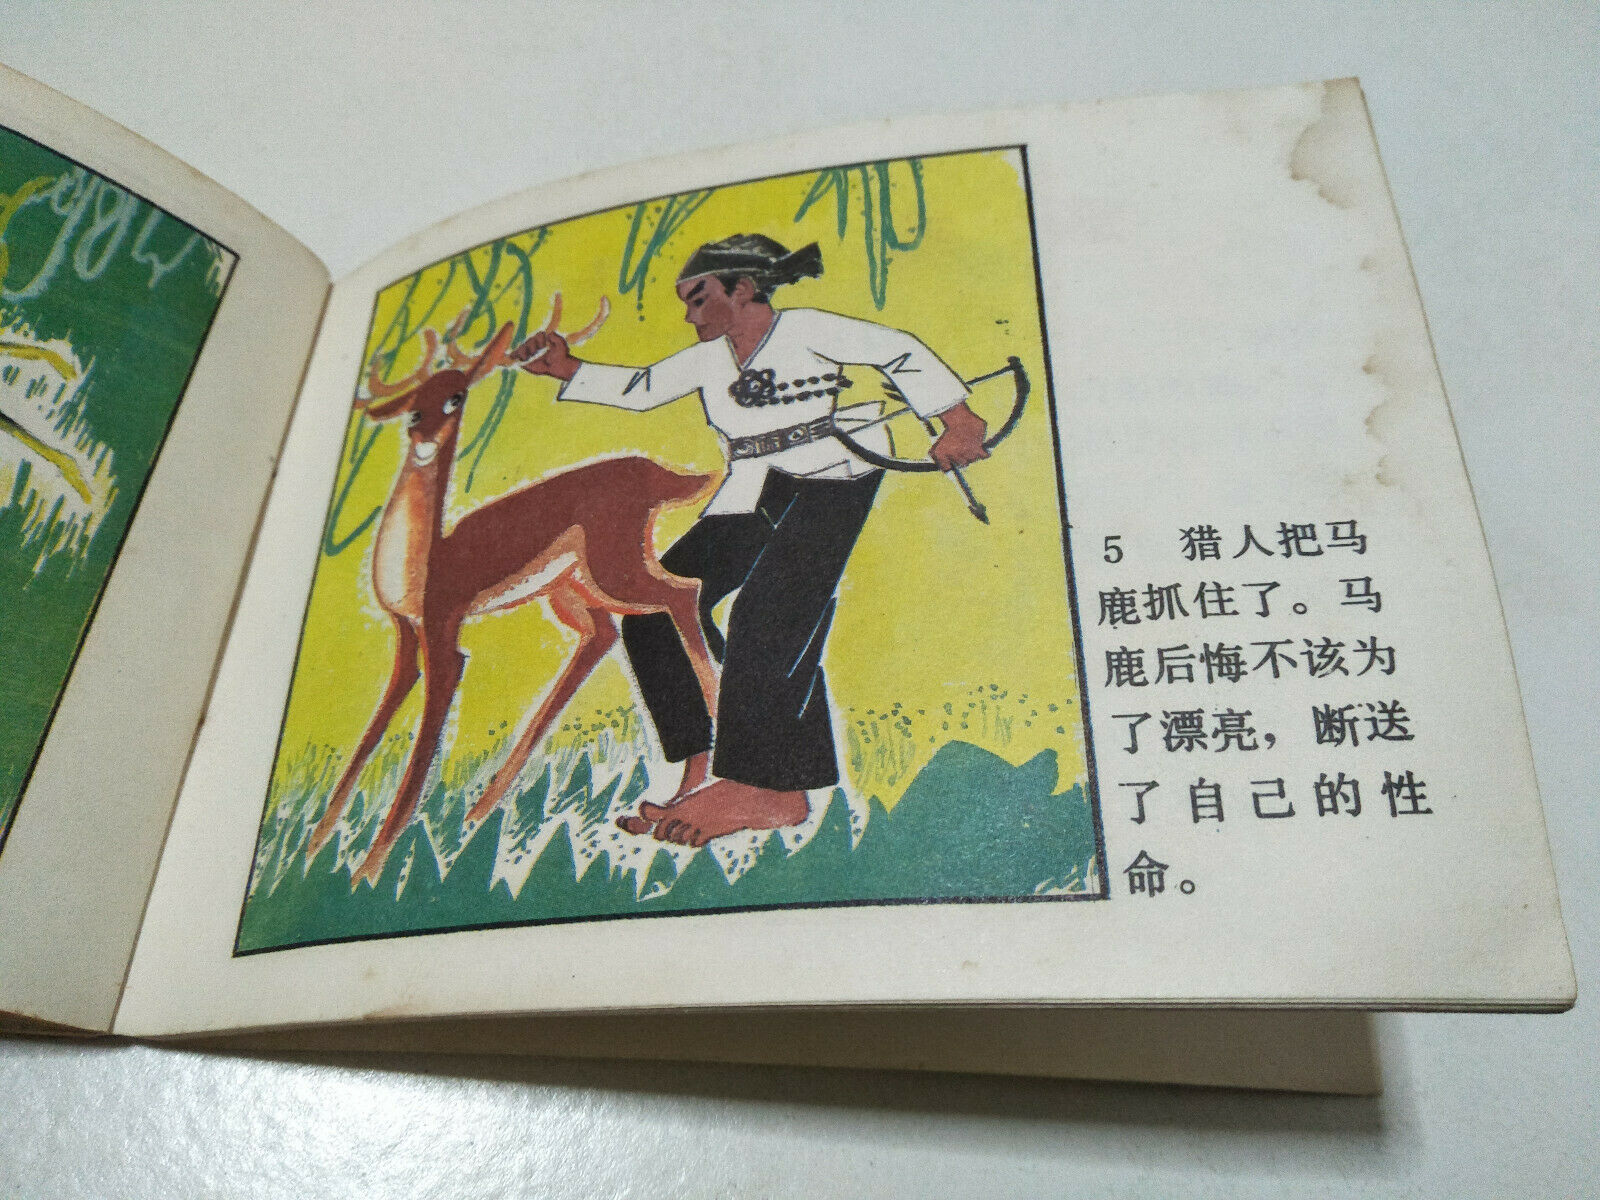 5 猎人把马
鹿抓住了。马
鹿后悔不该为
了漂亮，断送
了自己的性
命。